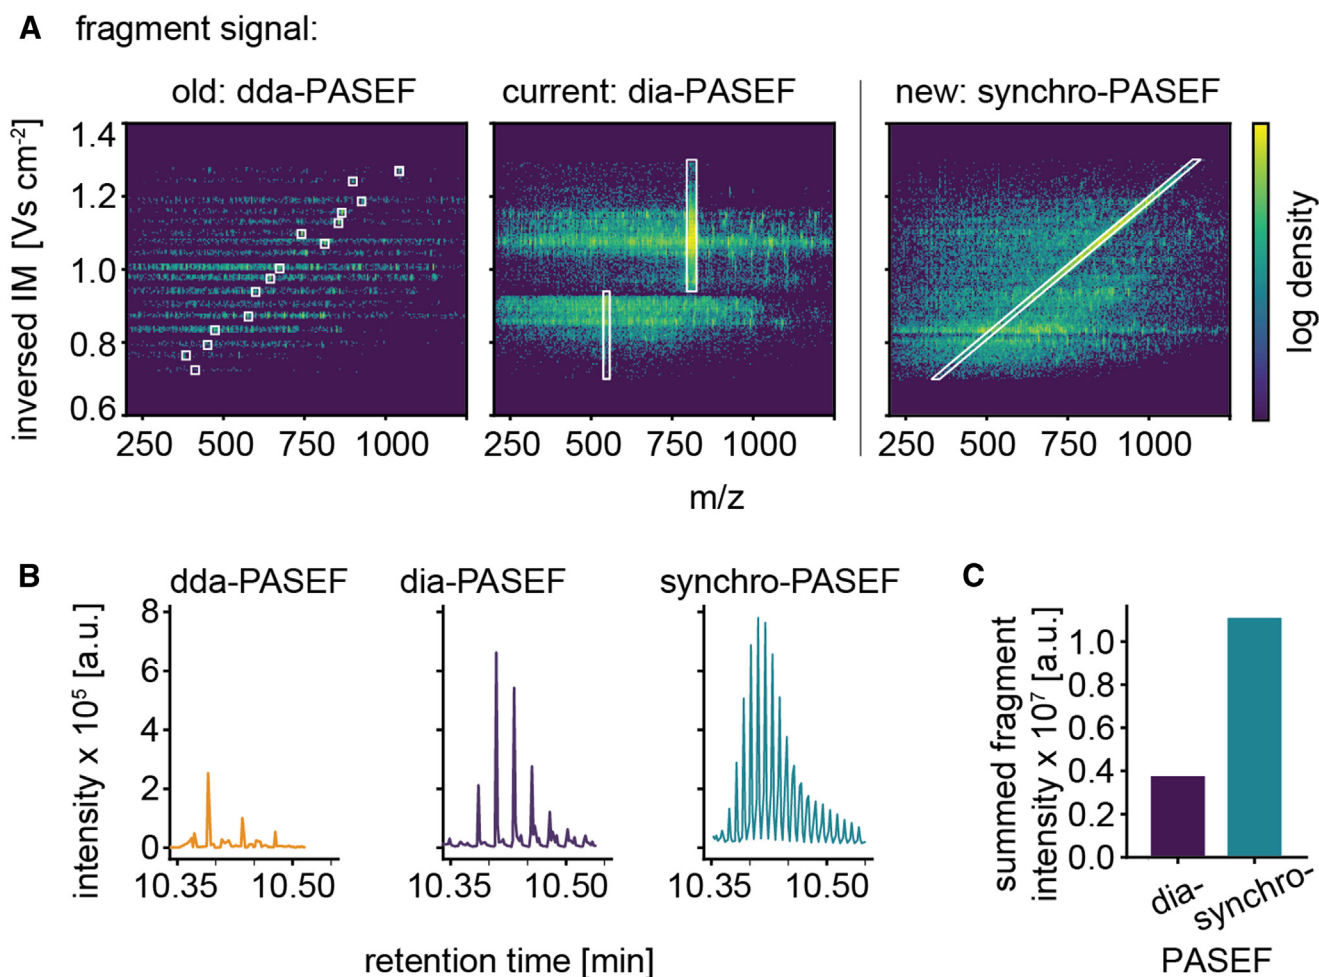 A fragment signal:
old: dda-PASEF
current: dia-PASEF
new: synchro-PASEF
inversed IM [Vs cm⁻²]
1.4
1.2
1.0
0.8
0.6
250 500 750 1000
250 500 750 1000
250 500 750 1000
m/z
log density
B
dda-PASEF
dia-PASEF
synchro-PASEF
intensity x 10⁵ [a.u.]
8
6
4
2
0
10.35 10.50
10.35 10.50
10.35 10.50
retention time [min]
C
summed fragment
intensity x 10⁷ [a.u.]
1.0
0.8
0.6
0.4
0.2
0.0
dia-
synchro-
PASEF